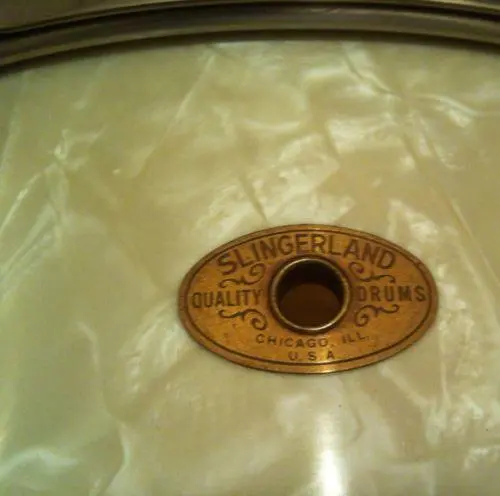 SLINGERLAND
QUALITY DRUMS
CHICAGO, ILL.
U.S.A